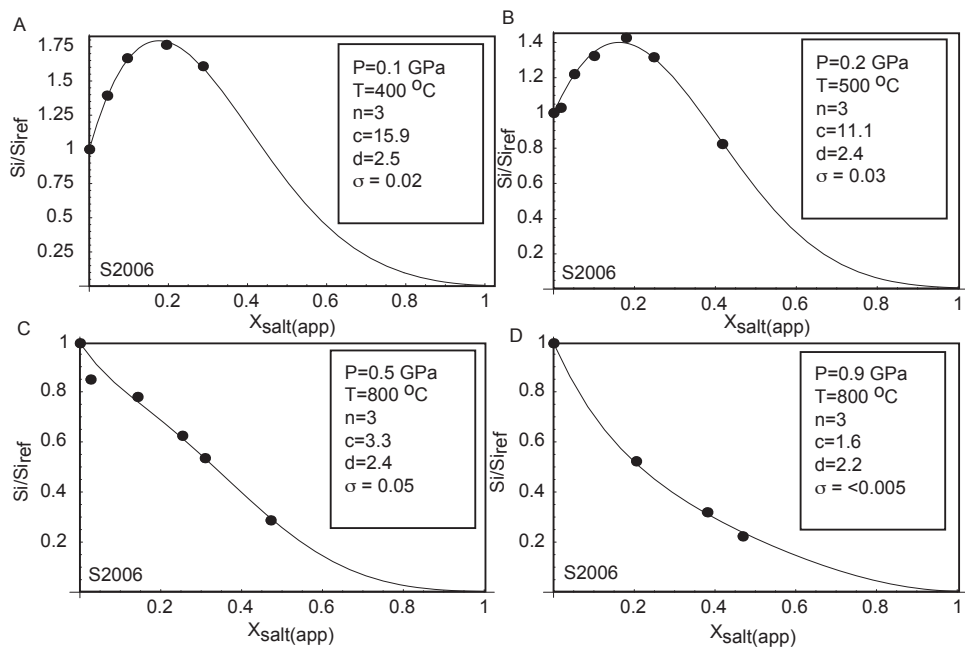 A
Si/Siref
1.75
1.5
1.25
1
0.75
0.5
0.25
P=0.1 GPa
T=400 °C
n=3
c=15.9
d=2.5
σ = 0.02
S2006
0.2 0.4 0.6 0.8 1
Xsalt(app)
B
Si/Siref
1.4
1.2
1
0.8
0.6
0.4
0.2
P=0.2 GPa
T=500 °C
n=3
c=11.1
d=2.4
σ = 0.03
S2006
0.2 0.4 0.6 0.8 1
Xsalt(app)
C
Si/Siref
1
0.8
0.6
0.4
0.2
P=0.5 GPa
T=800 °C
n=3
c=3.3
d=2.4
σ = 0.05
S2006
0.2 0.4 0.6 0.8 1
Xsalt(app)
D
Si/Siref
1
0.8
0.6
0.4
0.2
P=0.9 GPa
T=800 °C
n=3
c=1.6
d=2.2
σ = <0.005
S2006
0.2 0.4 0.6 0.8 1
Xsalt(app)